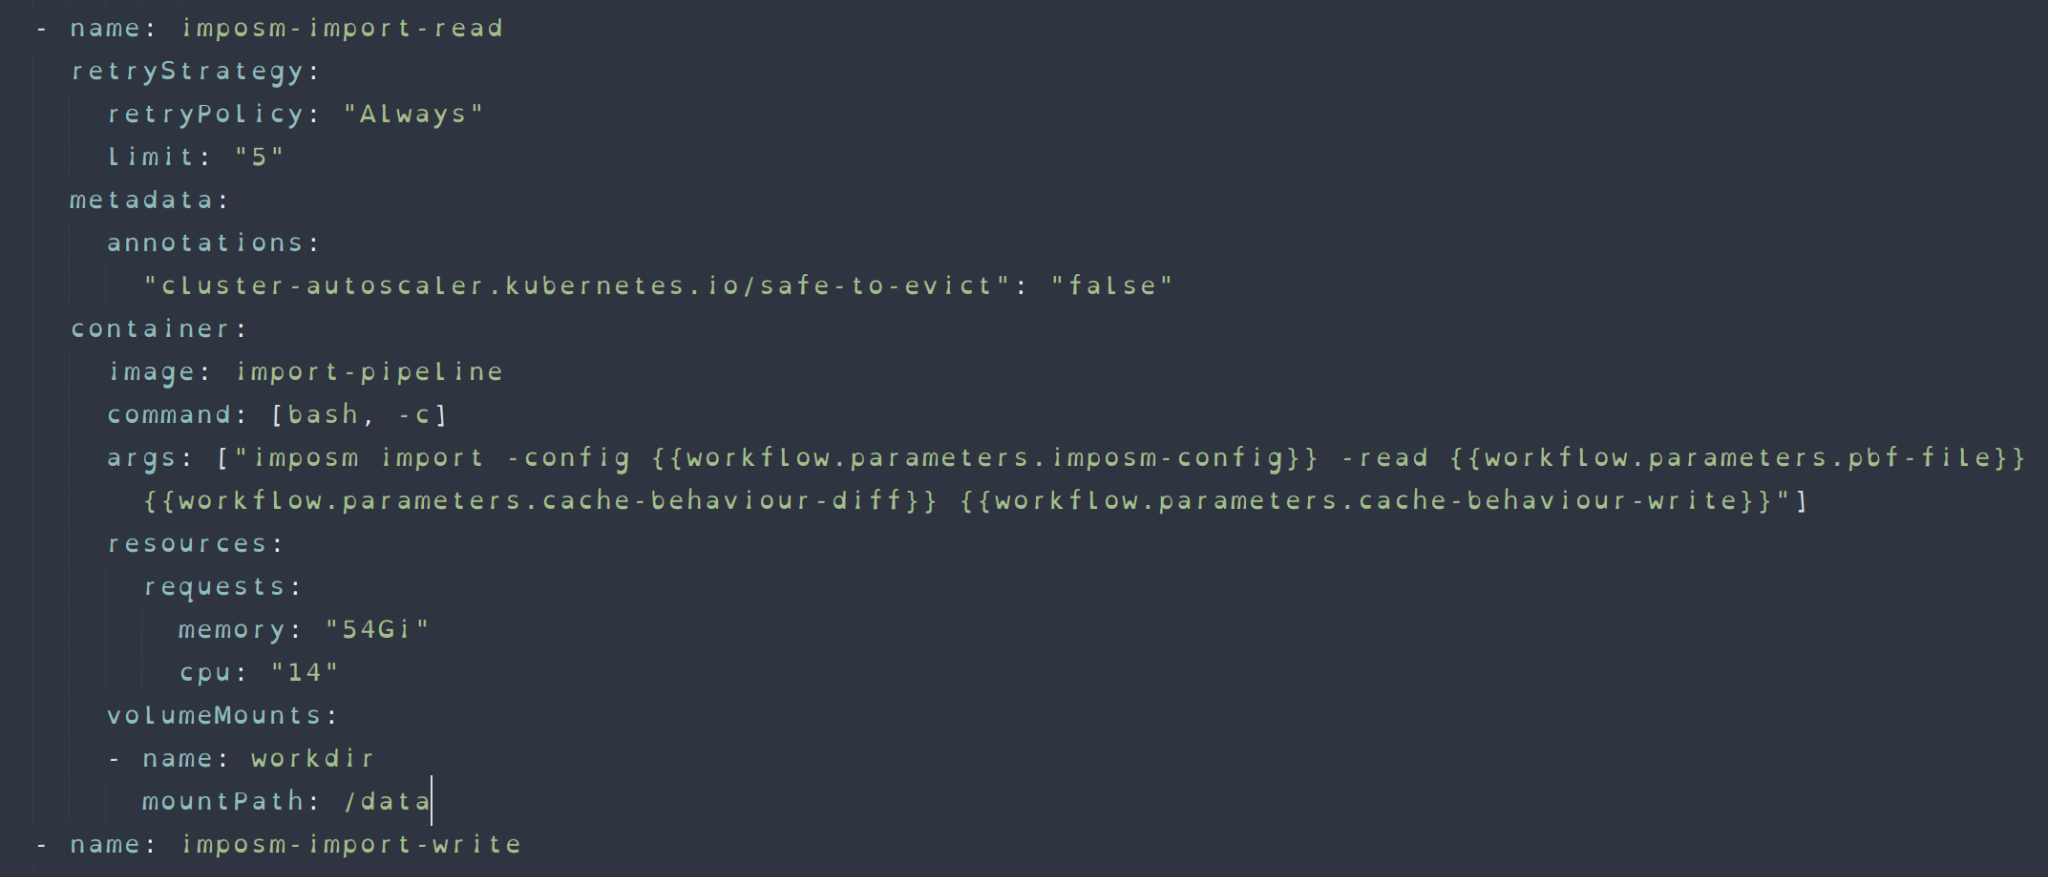 - name: imposm-import-read
  retryStrategy:
    retryPolicy: "Always"
    limit: "5"
  metadata:
    annotations:
      "cluster-autoscaler.kubernetes.io/safe-to-evict": "false"
  container:
    image: import-pipeline
    command: [bash, -c]
    args: ["imposm import -config {{workflow.parameters.imposm-config}} -read {{workflow.parameters.pbf-file}}
      {{workflow.parameters.cache-behaviour-diff}} {{workflow.parameters.cache-behaviour-write}}"]
    resources:
      requests:
        memory: "54Gi"
        cpu: "14"
    volumeMounts:
    - name: workdir
      mountPath: /data
- name: imposm-import-write